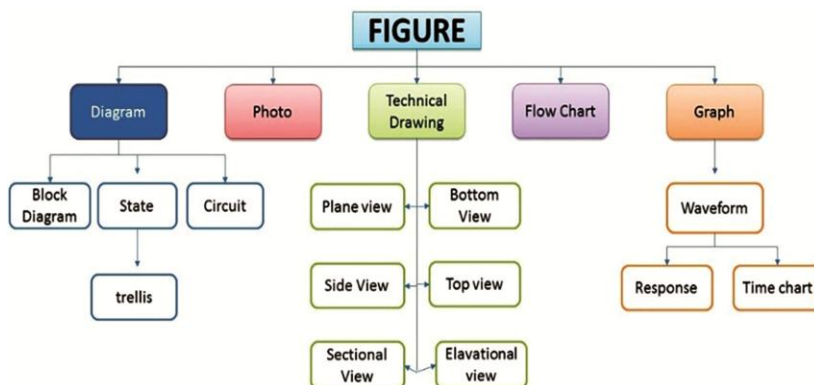 FIGURE
Diagram
Photo
Technical
Drawing
Flow Chart
Graph
Block
Diagram
State
Circuit
Plane view
Bottom
View
Waveform
trellis
Side View
Top view
Response
Time chart
Sectional
View
Elavational
view